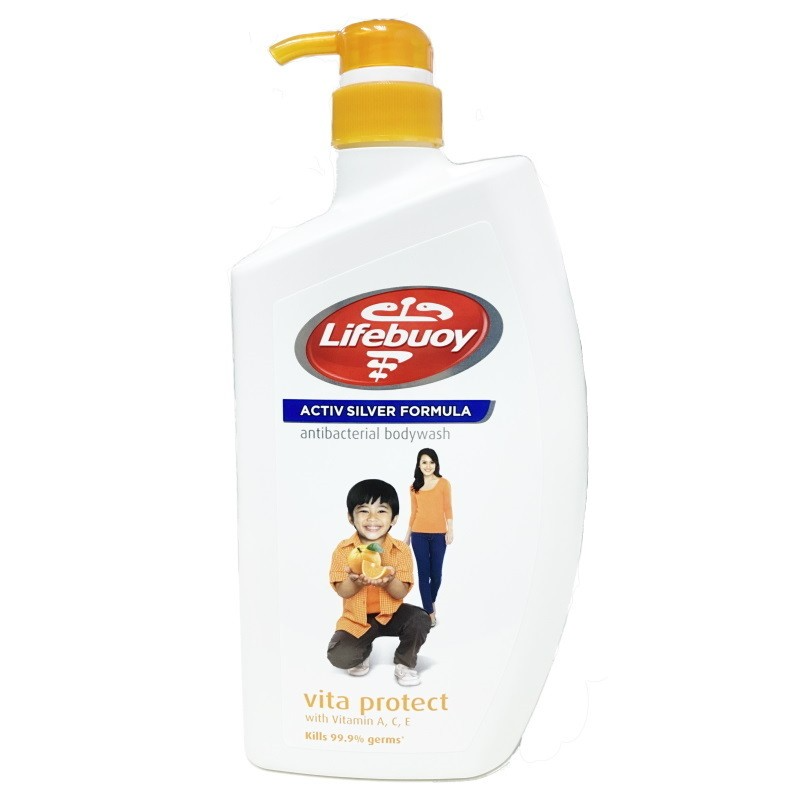 Lifebuoy
ACTIV SILVER FORMULA
antibacterial bodywash
vita protect
with Vitamin A, C, E
Kills 99.9% germs*